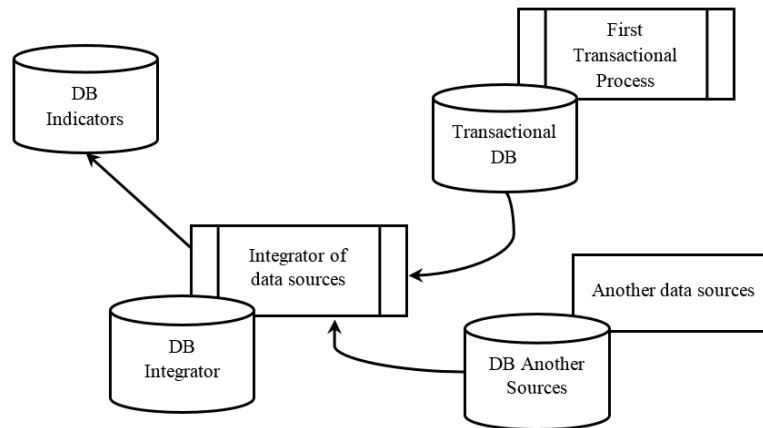 First
Transactional
Process
DB
Indicators
Transactional
DB
Integrator of
data sources
Another data sources
DB
Integrator
DB Another
Sources